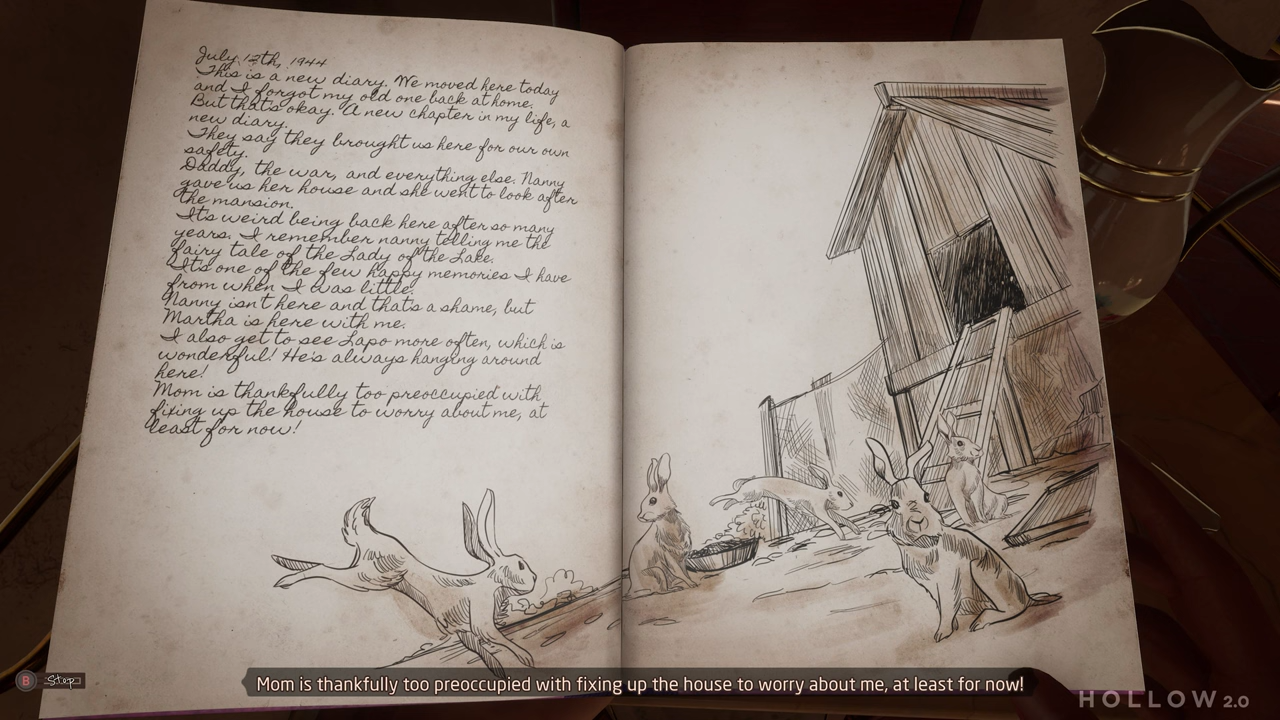 July 13th, 1944
This is a new diary. We moved here today
and I forgot my old one back at home.
But that's okay. A new chapter in my life, a
new diary.
They say they brought us here for our own
safety.
Daddy, the war, and everything else. Nanny
gave us her house and she went to look after
the mansion.
It's weird being back here after so many
years. I remember nanny telling me the
fairy tale of the Lady of the Lake.
It's one of the few happy memories I have
from when I was little.
Nanny isn't here and that's a shame, but
Martha is here with me.
I also get to see Lapo more often, which is
wonderful! He's always hanging around
here!
Mom is thankfully too preoccupied with
fixing up the house to worry about me, at
least for now!
B Stop
Mom is thankfully too preoccupied with fixing up the house to worry about me, at least for now!
HOLLOW 2.0